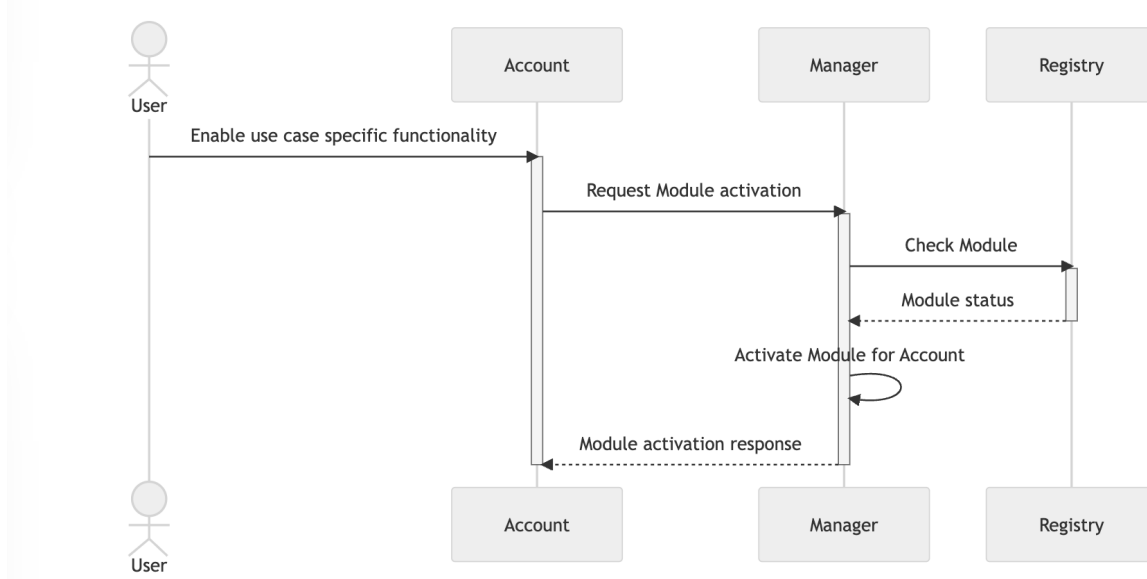 User
Account
Manager
Registry
Enable use case specific functionality
Request Module activation
Check Module
Module status
Activate Module for Account
Module activation response
User
Account
Manager
Registry